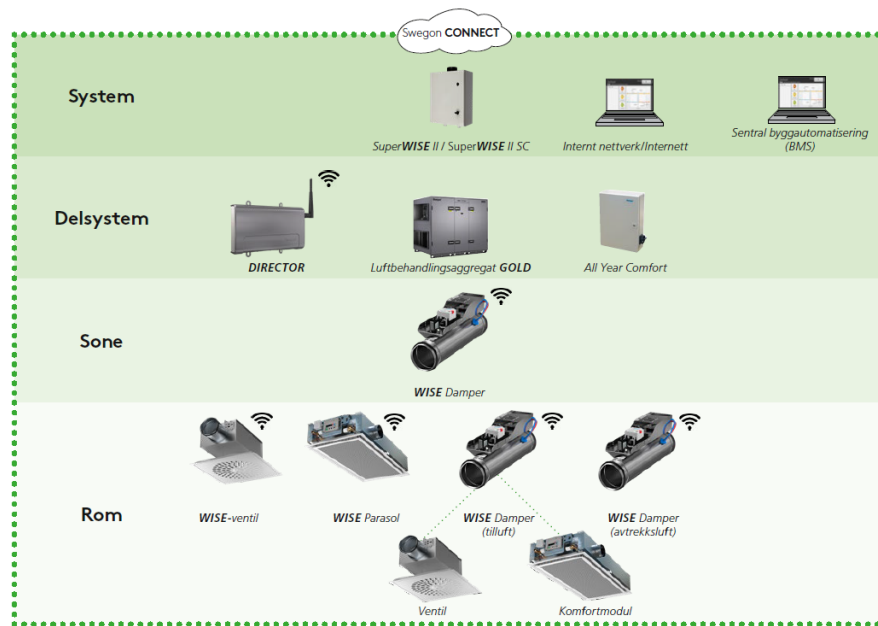 Swegon CONNECT
System
SuperWISE II / SuperWISE II SC
Internt nettverk/Internett
Sentral byggautomatisering
(BMS)
Delsystem
DIRECTOR
Luftbehandlingsaggregat GOLD
All Year Comfort
Sone
WISE Damper
Rom
WISE-ventil
WISE Parasol
WISE Damper
(tilluft)
WISE Damper
(avtrekksluft)
Ventil
Komfortmodul